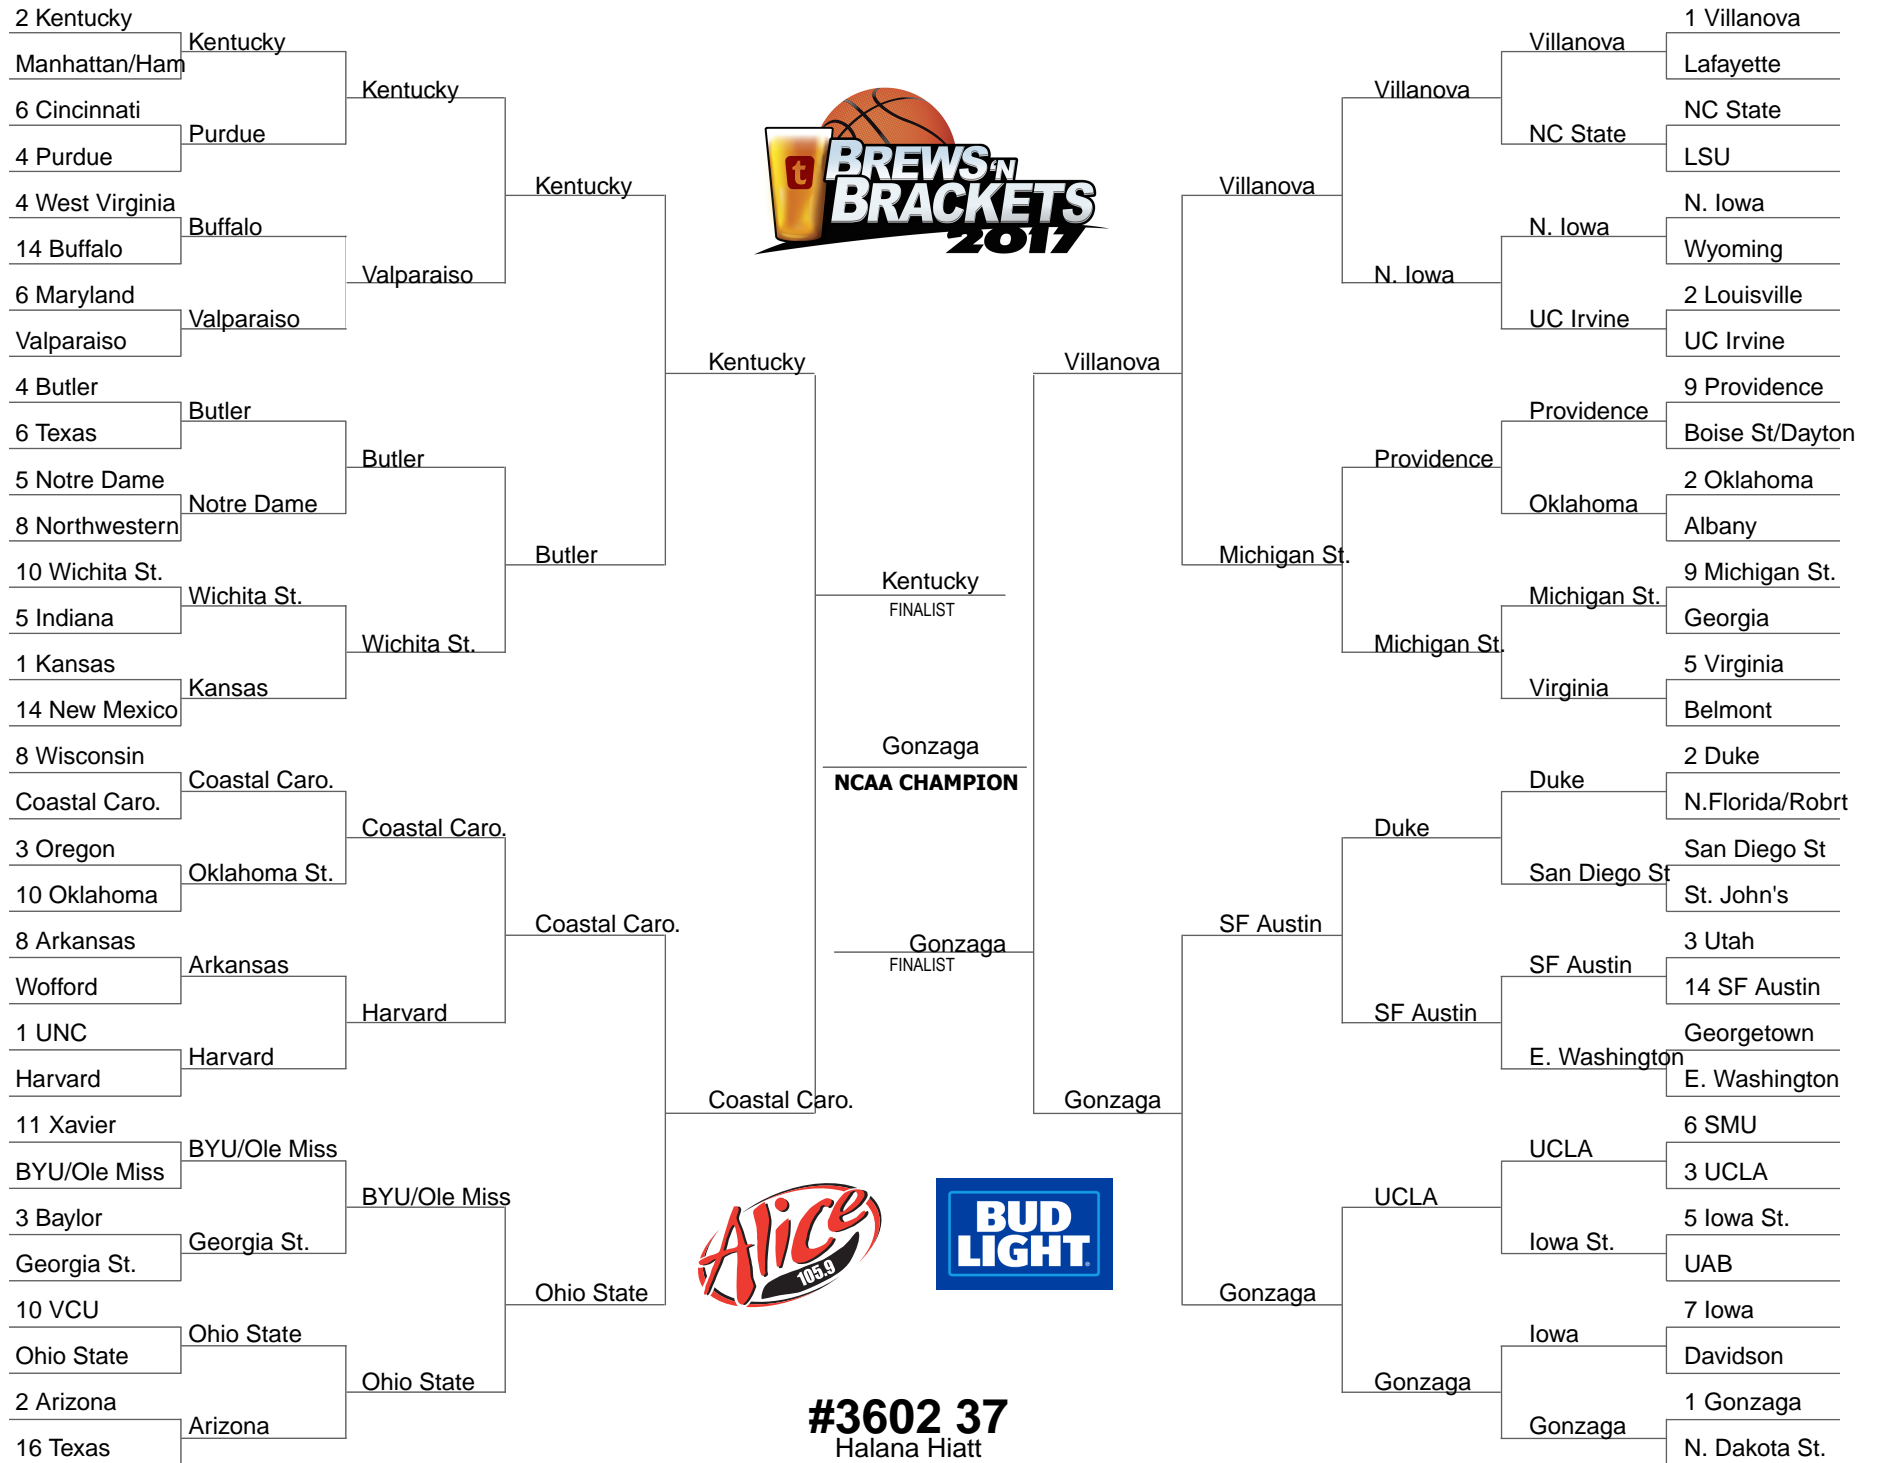 2 Kentucky
Manhattan/Ham
6 Cincinnati
4 Purdue
4 West Virginia
14 Buffalo
6 Maryland
Valparaiso
4 Butler
6 Texas
5 Notre Dame
8 Northwestern
10 Wichita St.
5 Indiana
1 Kansas
14 New Mexico
8 Wisconsin
Coastal Caro.
3 Oregon
10 Oklahoma
8 Arkansas
Wofford
1 UNC
Harvard
11 Xavier
BYU/Ole Miss
3 Baylor
Georgia St.
10 VCU
Ohio State
2 Arizona
16 Texas
Kentucky
Purdue
Buffalo
Valparaiso
Butler
Notre Dame
Wichita St.
Kansas
Coastal Caro.
Oklahoma St.
Arkansas
Harvard
BYU/Ole Miss
Georgia St.
Ohio State
Arizona
Kentucky
Valparaiso
Butler
Wichita St.
Coastal Caro.
Harvard
BYU/Ole Miss
Ohio State
Kentucky
Butler
Coastal Caro.
Ohio State
Kentucky
Coastal Caro.
t
BREWS 'N
BRACKETS
2017
Kentucky
FINALIST
Gonzaga
NCAA CHAMPION
Gonzaga
FINALIST
Alice
105.9
BUD
LIGHT
#3602 37
Halana Hiatt
Villanova
Gonzaga
Villanova
Michigan St.
SF Austin
Gonzaga
Villanova
N. Iowa
Providence
Michigan St.
Duke
SF Austin
UCLA
Gonzaga
Villanova
NC State
N. Iowa
UC Irvine
Providence
Oklahoma
Michigan St.
Virginia
Duke
San Diego St
SF Austin
E. Washington
UCLA
Iowa St.
Iowa
Gonzaga
1 Villanova
Lafayette
NC State
LSU
N. Iowa
Wyoming
2 Louisville
UC Irvine
9 Providence
Boise St/Dayton
2 Oklahoma
Albany
9 Michigan St.
Georgia
5 Virginia
Belmont
2 Duke
N.Florida/Robrt
San Diego St
St. John's
3 Utah
14 SF Austin
Georgetown
E. Washington
6 SMU
3 UCLA
5 Iowa St.
UAB
7 Iowa
Davidson
1 Gonzaga
N. Dakota St.